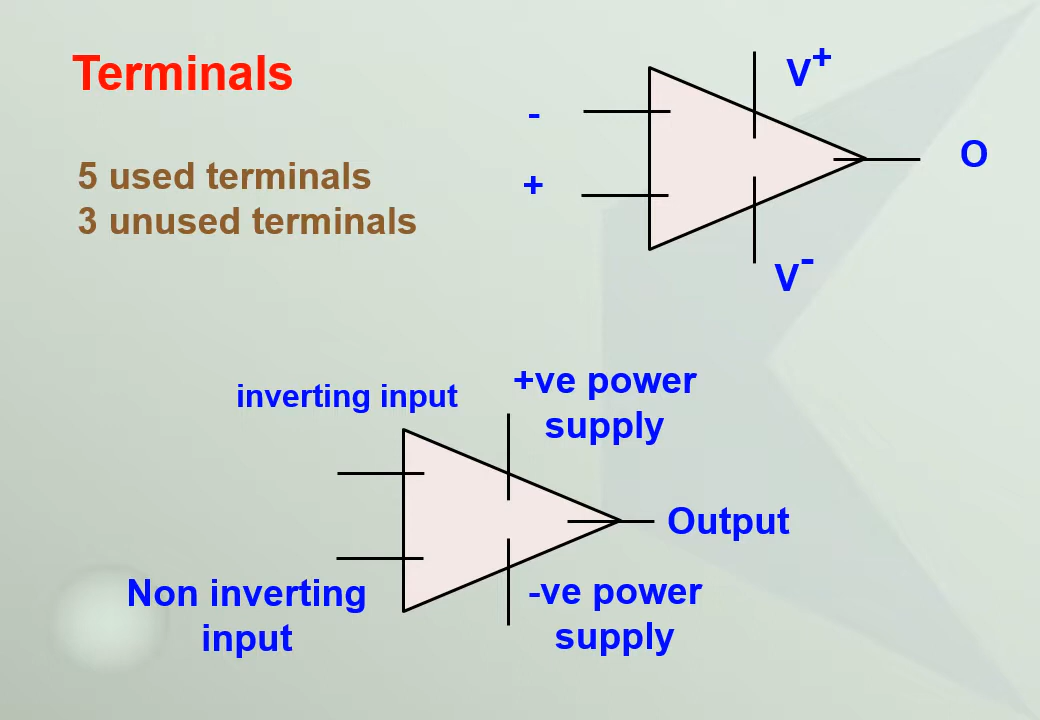 Terminals
V+
-
O
5 used terminals
+
3 unused terminals
V-
inverting input
+ve power
supply
Output
Non inverting
input
-ve power
supply